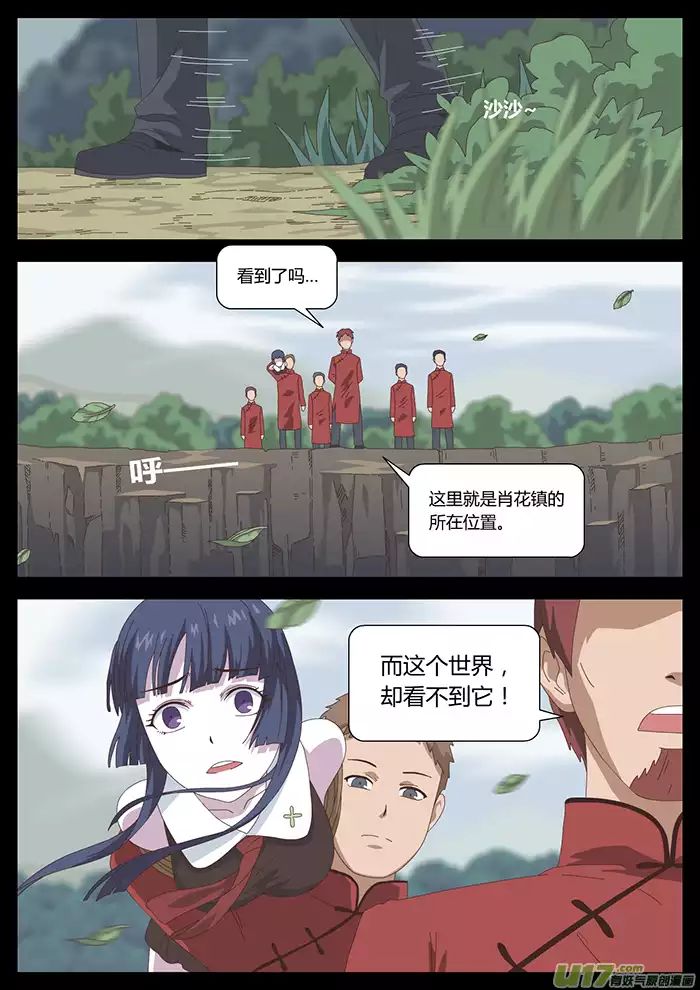 沙沙~
看到了吗...
呼——
这里就是肖花镇的
所在位置。
而这个世界，
却看不到它！
U17.com
有妖气原创漫画